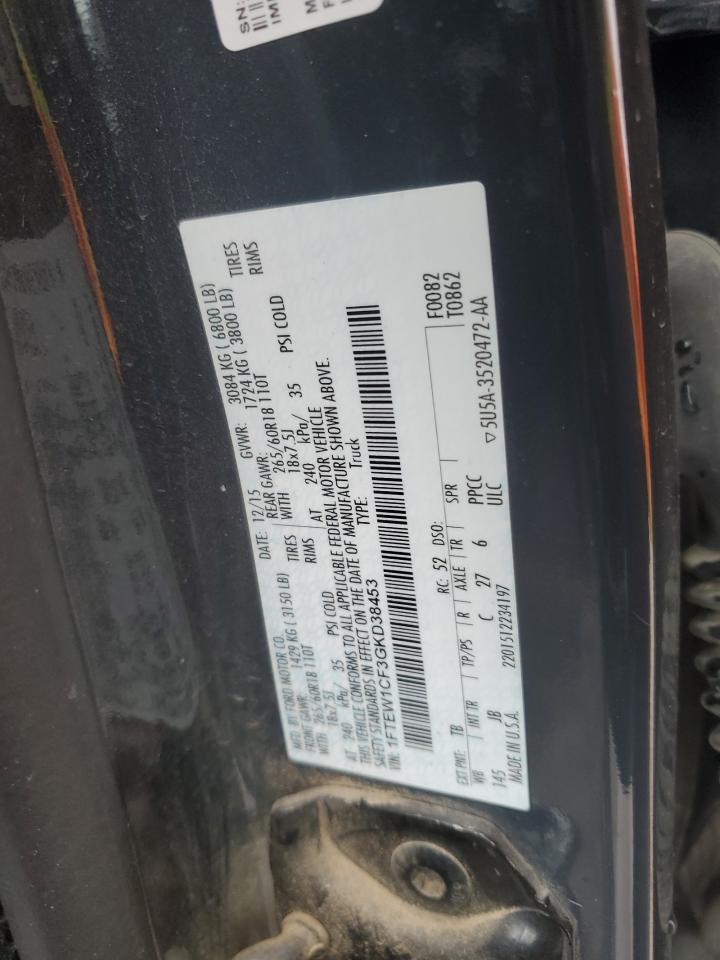 SN:
MFD. BY FORD MOTOR CO. DATE: 12/15 GVWR: 3084 KG ( 6800 LB)
FRONT GAWR: 1429 KG ( 3150 LB) REAR GAWR: 1724 KG ( 3800 LB)
WITH 265/60R18 110T TIRES WITH 265/60R18 110T TIRES
18x7.5J RIMS 18x7.5J RIMS
AT 240 kPa/ 35 PSI COLD AT 240 kPa/ 35 PSI COLD
THIS VEHICLE CONFORMS TO ALL APPLICABLE FEDERAL MOTOR VEHICLE
SAFETY STANDARDS IN EFFECT ON THE DATE OF MANUFACTURE SHOWN ABOVE.
VIN: 1FTEW1CF3GKD38453 TYPE: Truck
F0082
T0862
EXT PNT: TB RC: 52 DSO:
WB INT TR TP/PS R AXLE TR SPR
145 JB C 27 6 PPCC
ULC
MADE IN U.S.A. 2201512234197 ▽5U5A-3520472-AA